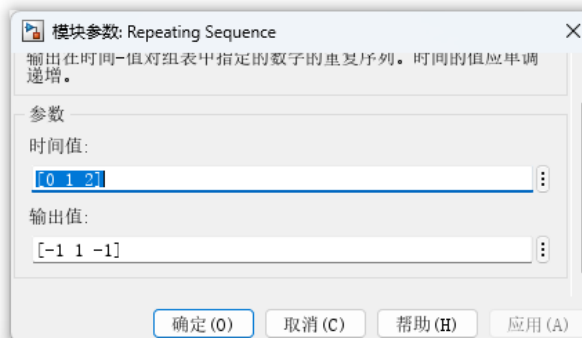 模块参数: Repeating Sequence
输出在时间-值对组表中指定的数字的重复序列。时间的值应单调
递增。
参数
时间值:
[0 1 2]
输出值:
[-1 1 -1]
确定(O) 取消(C) 帮助(H) 应用(A)